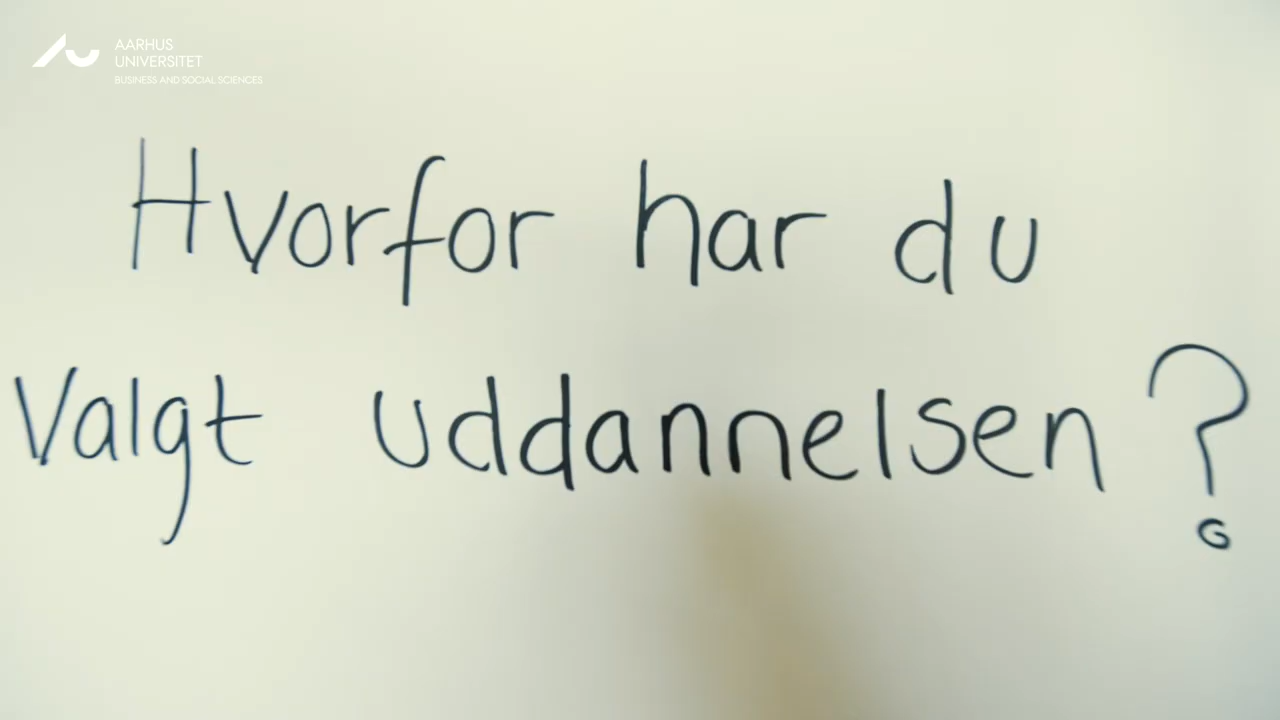 AARHUS
UNIVERSITET
BUSINESS AND SOCIAL SCIENCES
Hvorfor har du
Valgt uddannelsen?